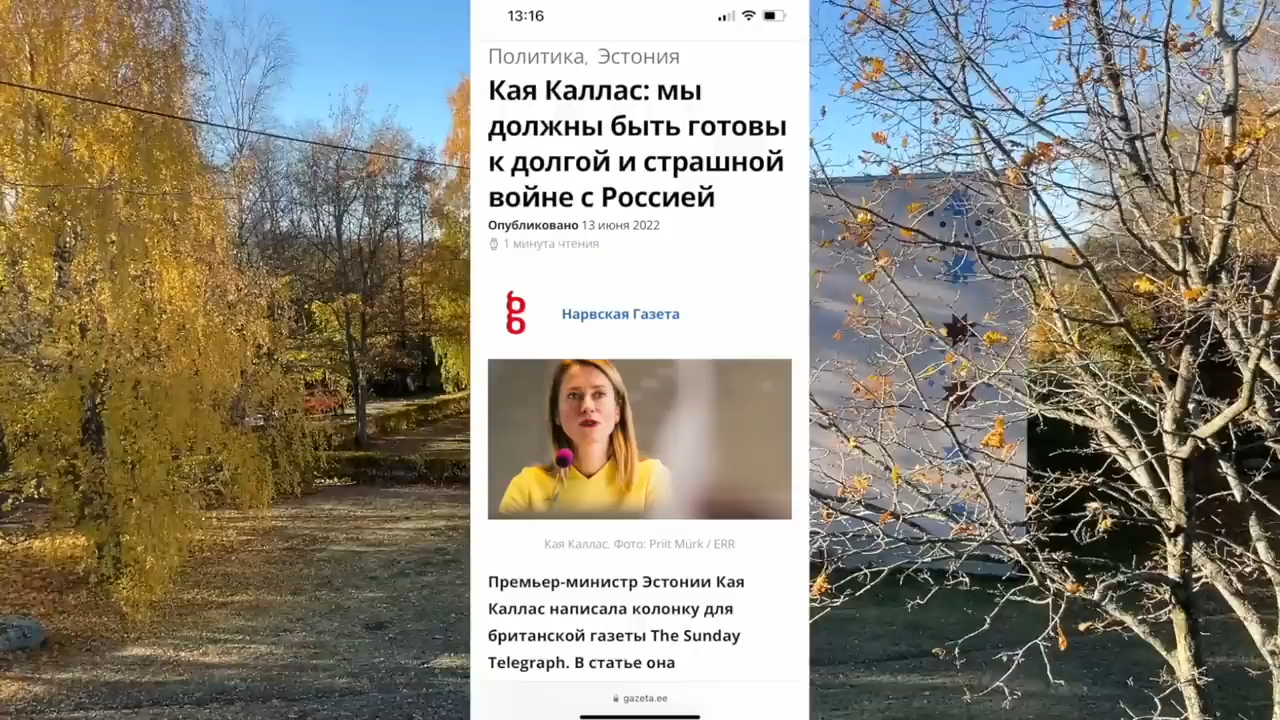 13:16
Политика, Эстония
Кая Каллас: мы
должны быть готовы
к долгой и страшной
войне с Россией
Опубликовано 13 июня 2022
1 минута чтения
Нарвская Газета
Кая Каллас. Фото: Priit Mürk / ERR
Премьер-министр Эстонии Кая
Каллас написала колонку для
британской газеты The Sunday
Telegraph. В статье она
gazeta.ee